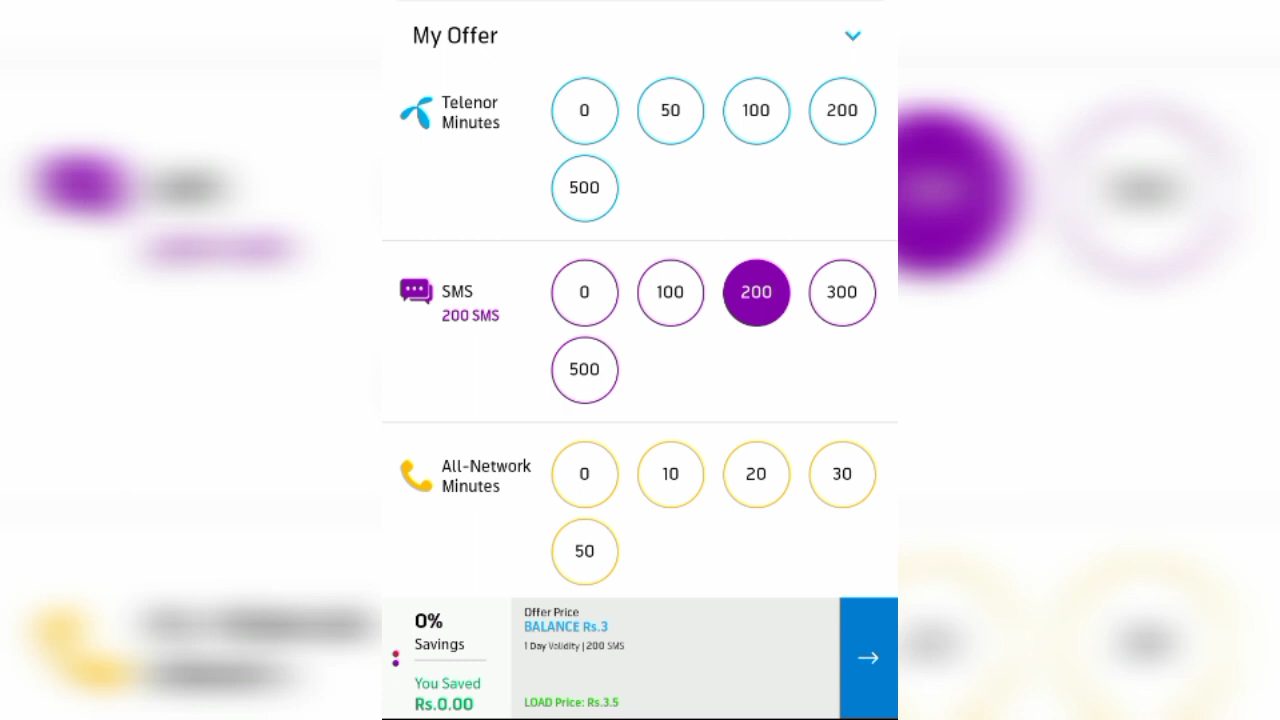 My Offer
Telenor
Minutes
0
50
100
200
500
SMS
200 SMS
0
100
200
300
500
All-Network
Minutes
0
10
20
30
50
0%
Savings
You Saved
Rs.0.00
Offer Price
BALANCE Rs.3
1 Day Validity | 200 SMS
LOAD Price: Rs.3.5